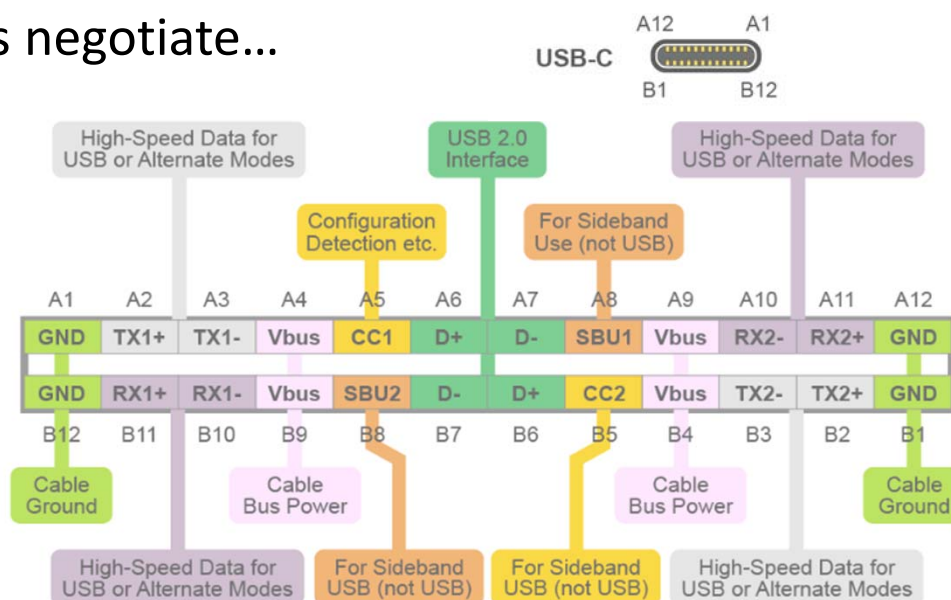 s negotiate...
A12 A1
USB-C
B1 B12
High-Speed Data for
USB or Alternate Modes
USB 2.0
Interface
High-Speed Data for
USB or Alternate Modes
Configuration
Detection etc.
For Sideband
Use (not USB)
A1 A2 A3 A4 A5 A6 A7 A8 A9 A10 A11 A12
GND TX1+ TX1- Vbus CC1 D+ D- SBU1 Vbus RX2- RX2+ GND
GND RX1+ RX1- Vbus SBU2 D- D+ CC2 Vbus TX2- TX2+ GND
B12 B11 B10 B9 B8 B7 B6 B5 B4 B3 B2 B1
Cable
Ground
Cable
Bus Power
Cable
Bus Power
Cable
Ground
High-Speed Data for
USB or Alternate Modes
For Sideband
USB (not USB)
For Sideband
USB (not USB)
High-Speed Data for
USB or Alternate Modes